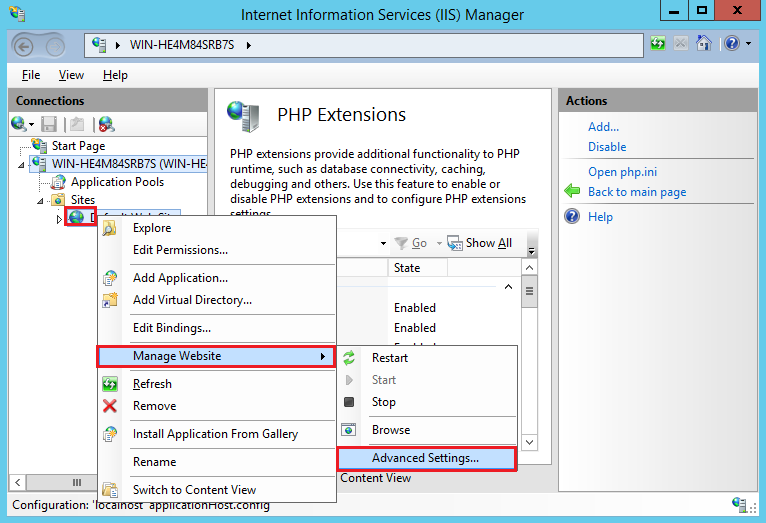 Internet Information Services (IIS) Manager
WIN-HE4M84SRB7S
File View Help
Connections
Start Page
WIN-HE4M84SRB7S (WIN-HE
Application Pools
Sites
PHP Extensions
PHP extensions provide additional functionality to PHP
runtime, such as database connectivity, caching,
debugging and others. Use this feature to enable or
disable PHP extensions and to configure PHP extensions
settings.
Go Show All
State
Enabled
Enabled
Explore
Edit Permissions...
Add Application...
Add Virtual Directory...
Edit Bindings...
Manage Website
Refresh
Remove
Install Application From Gallery
Rename
Switch to Content View
Restart
Start
Stop
Browse
Advanced Settings...
Content View
Actions
Add...
Disable
Open php.ini
Back to main page
Help
Configuration: 'localhost' applicationHost.config